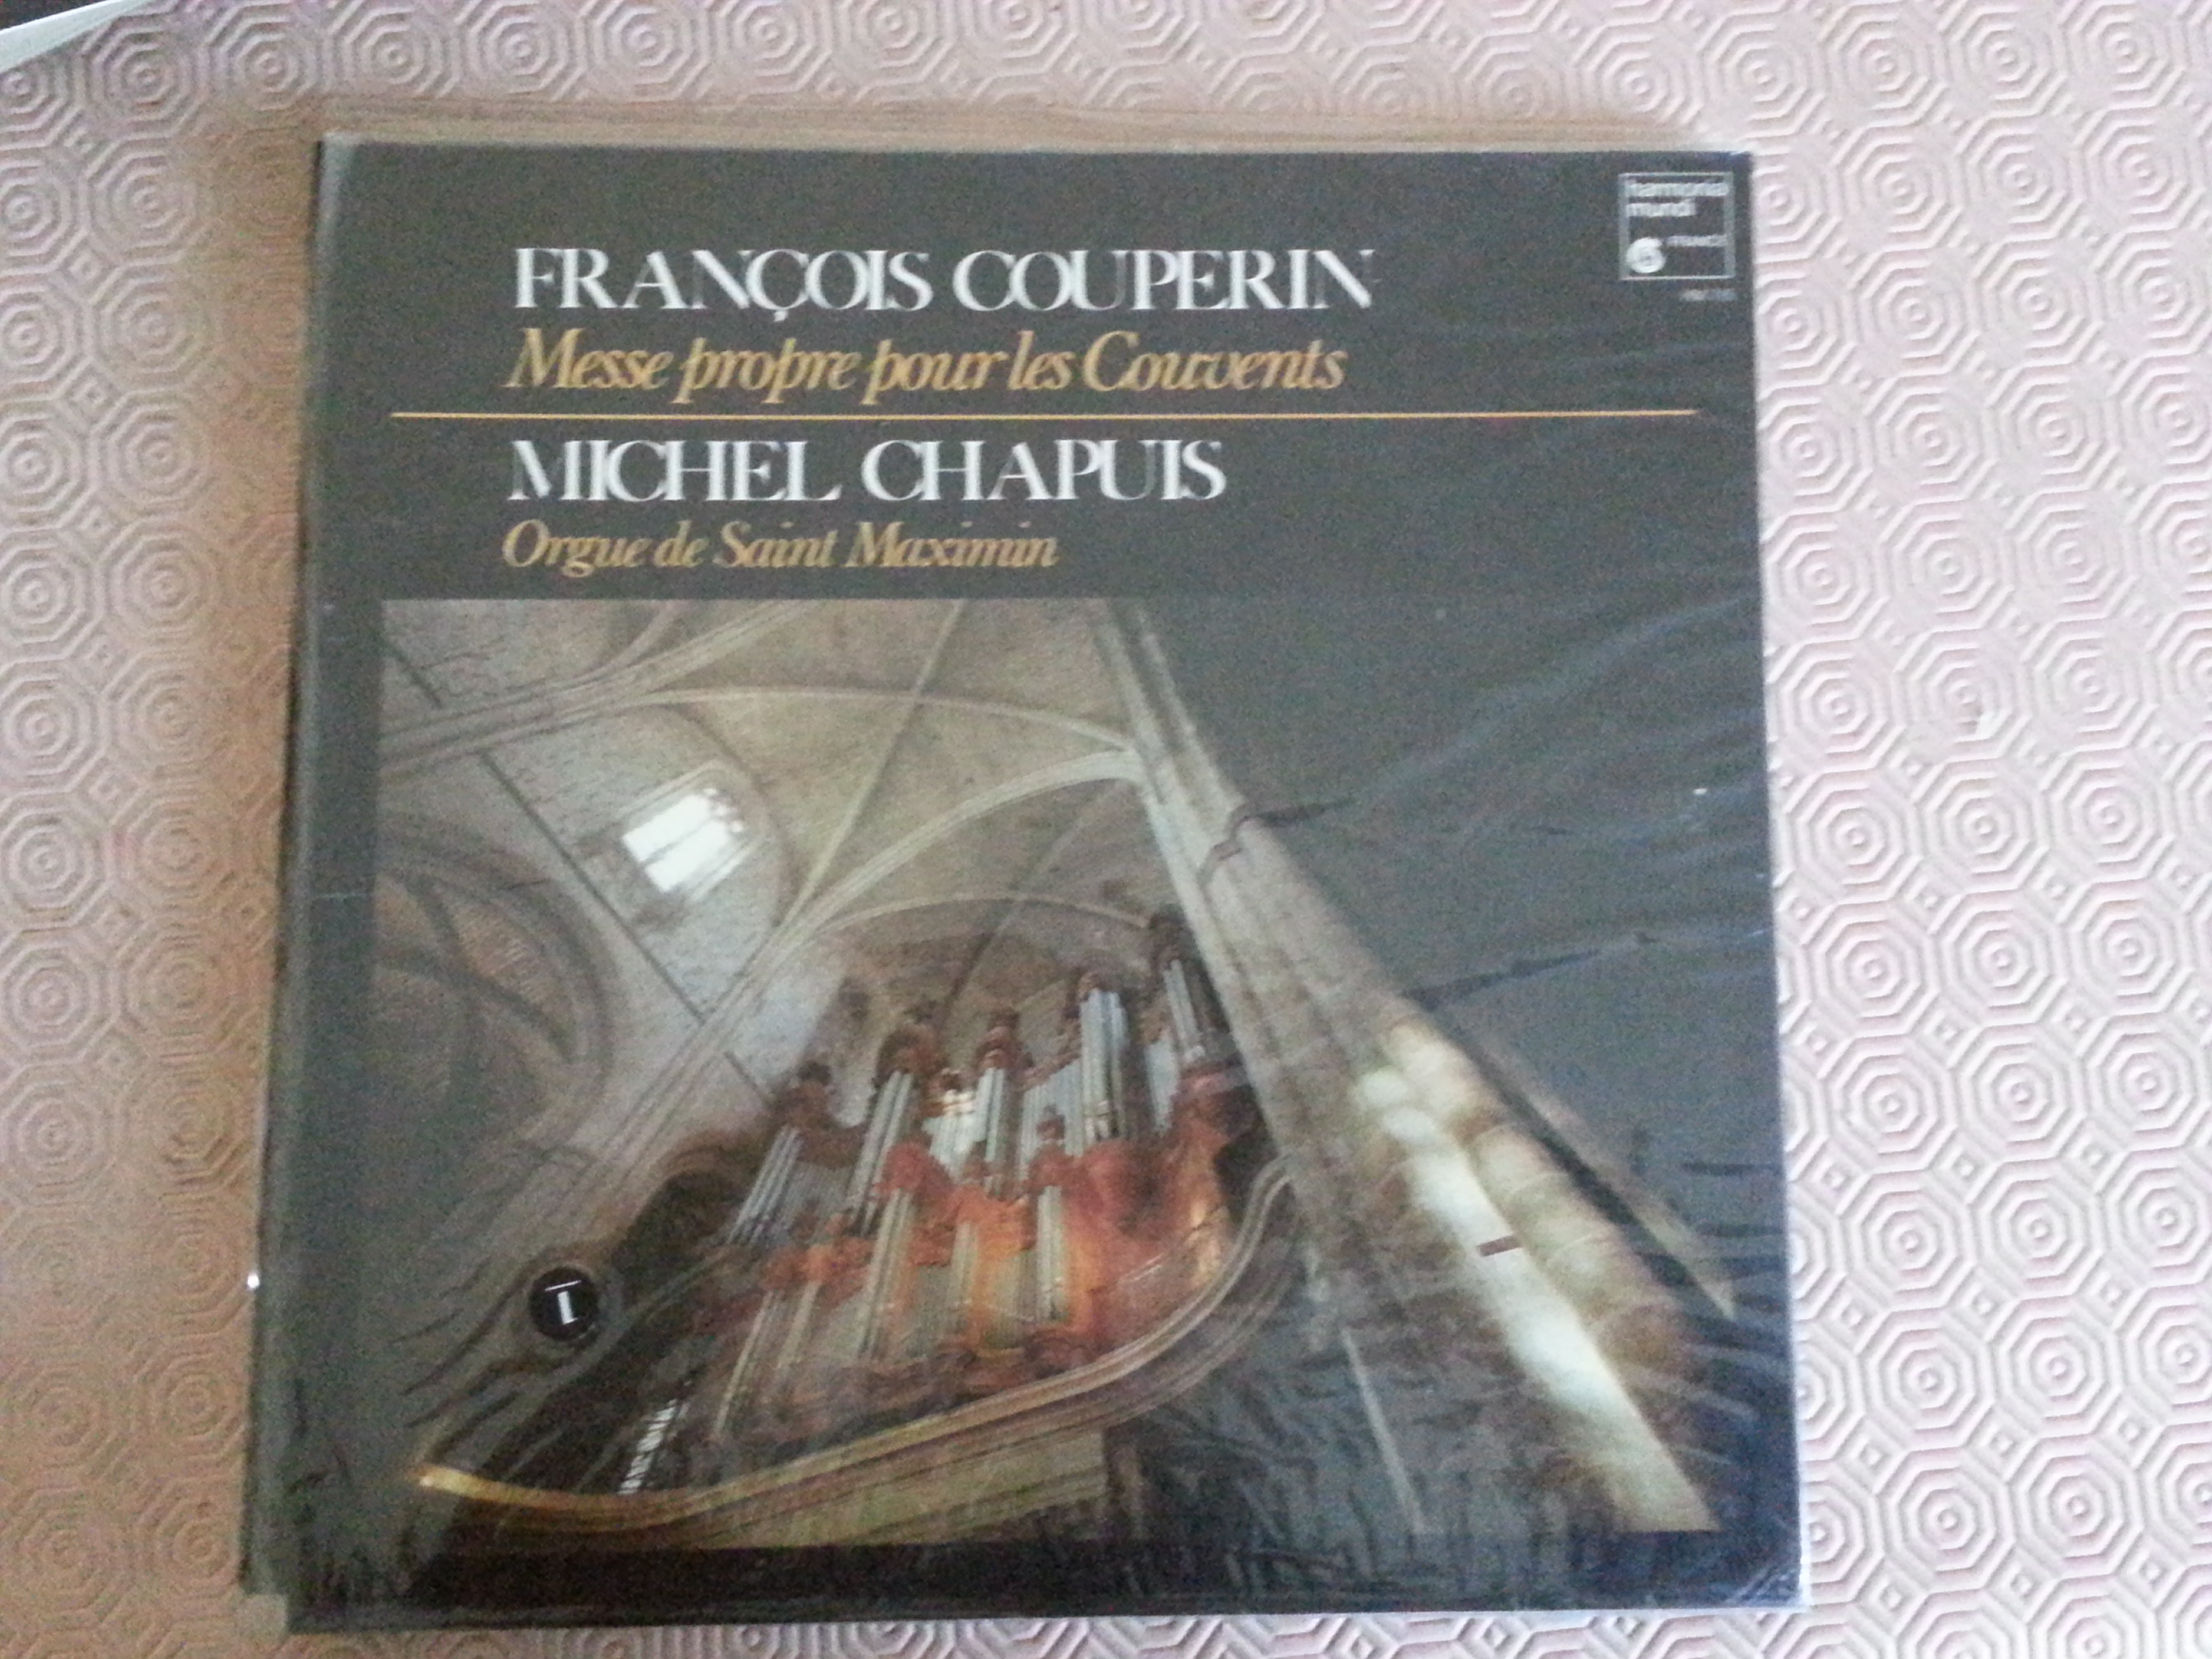 harmonia
mundi
FRANCE
FRANÇOIS COUPERIN
Messe propre pour les Couvents
MICHEL CHAPUIS
Orgue de Saint Maximin